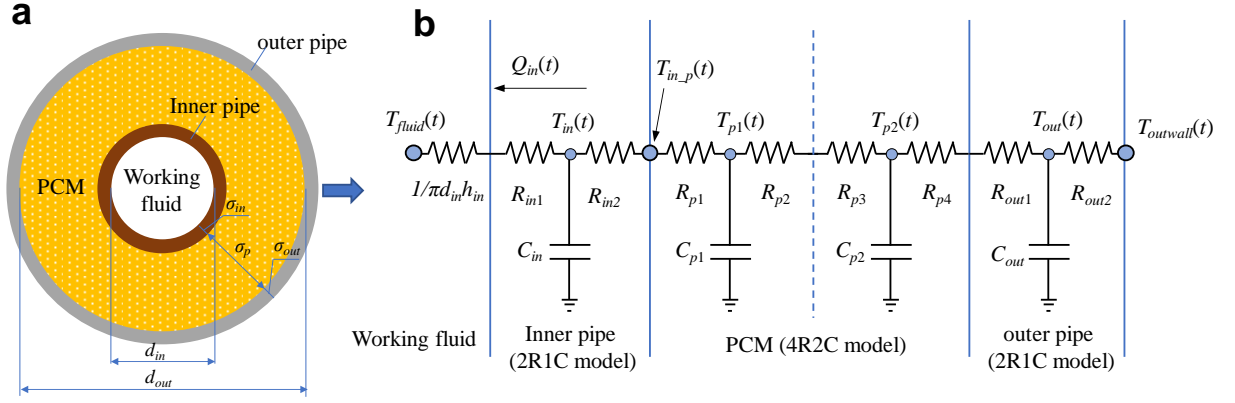 a
outer pipe
Inner pipe
PCM
Working
fluid
σin
σp
σout
din
dout
b
Qin(t)
Tin_p(t)
Tfluid(t)
Tin(t)
Tp1(t)
Tp2(t)
Tout(t)
Toutwall(t)
1/πdinhin
Rin1
Rin2
Rp1
Rp2
Rp3
Rp4
Rout1
Rout2
Cin
Cp1
Cp2
Cout
Working fluid
Inner pipe
(2R1C model)
PCM (4R2C model)
outer pipe
(2R1C model)